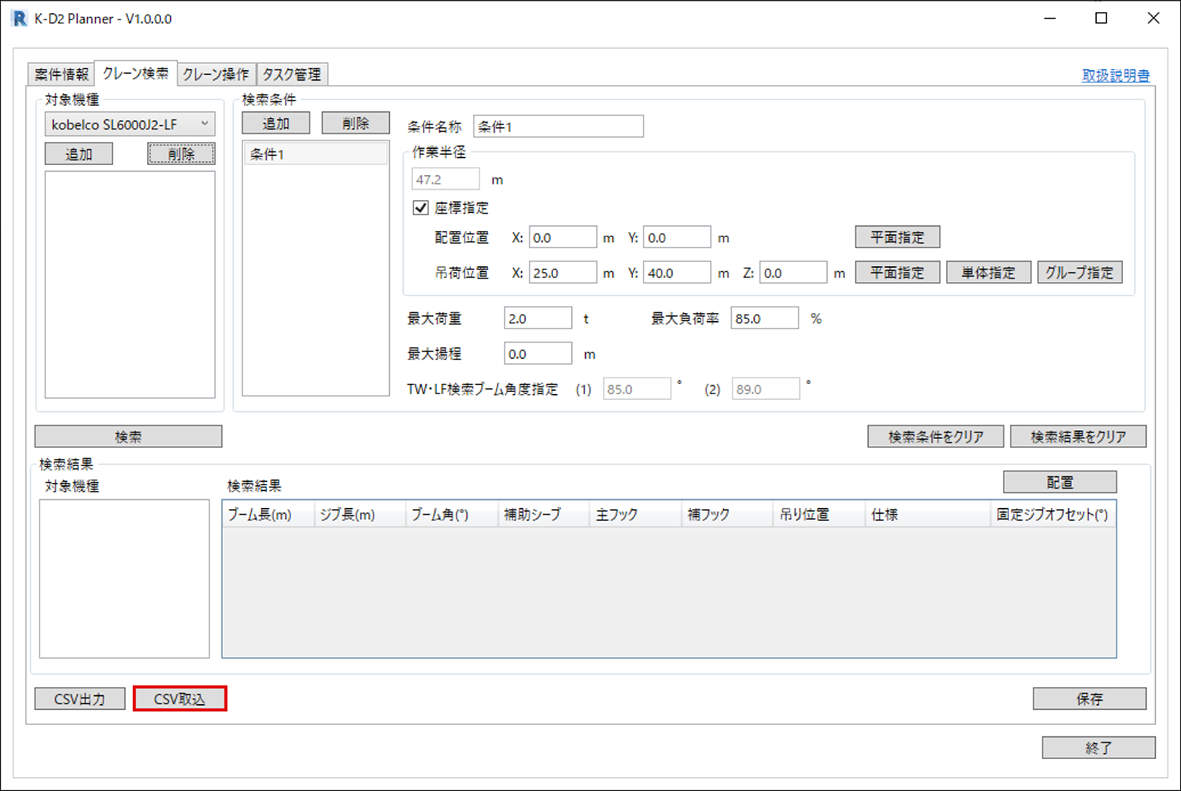 K-D2 Planner - V1.0.0.0
案件情報 クレーン検索 クレーン操作 タスク管理
取扱説明書
対象機種
kobelco SL6000J2-LF
追加 削除
検索条件
追加 削除
条件1
条件名称 条件1
作業半径
47.2 m
座標指定
配置位置 X: 0.0 m Y: 0.0 m 平面指定
吊荷位置 X: 25.0 m Y: 40.0 m Z: 0.0 m 平面指定 単体指定 グループ指定
最大荷重 2.0 t 最大負荷率 85.0 %
最大揚程 0.0 m
TW・LF検索ブーム角度指定 (1) 85.0 ° (2) 89.0 °
検索 検索条件をクリア 検索結果をクリア
検索結果
対象機種
検索結果 配置
ブーム長(m) ジブ長(m) ブーム角(°) 補助シーブ 主フック 補フック 吊り位置 仕様 固定ジブオフセット(°)
CSV出力 CSV取込 保存
終了